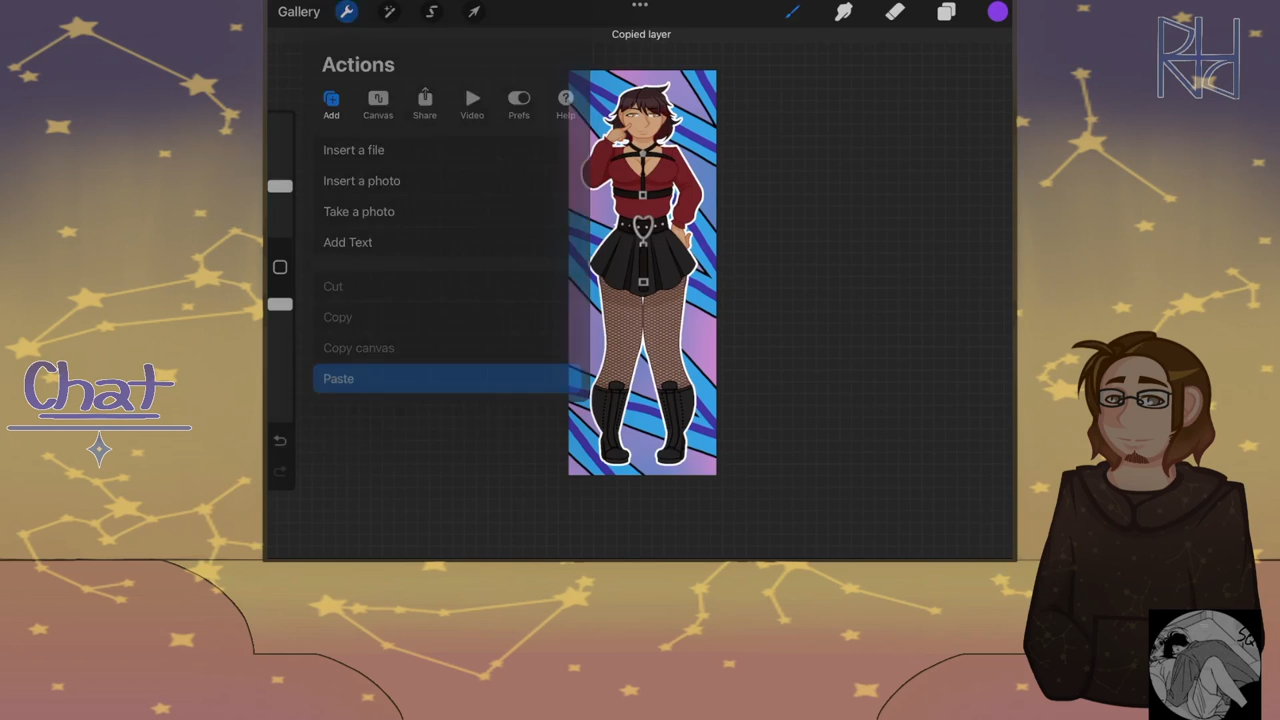 Gallery
Copied layer
Actions
Add
Canvas
Share
Video
Prefs
Help
Insert a file
Insert a photo
Take a photo
Add Text
Cut
Copy
Copy canvas
Paste
Chat